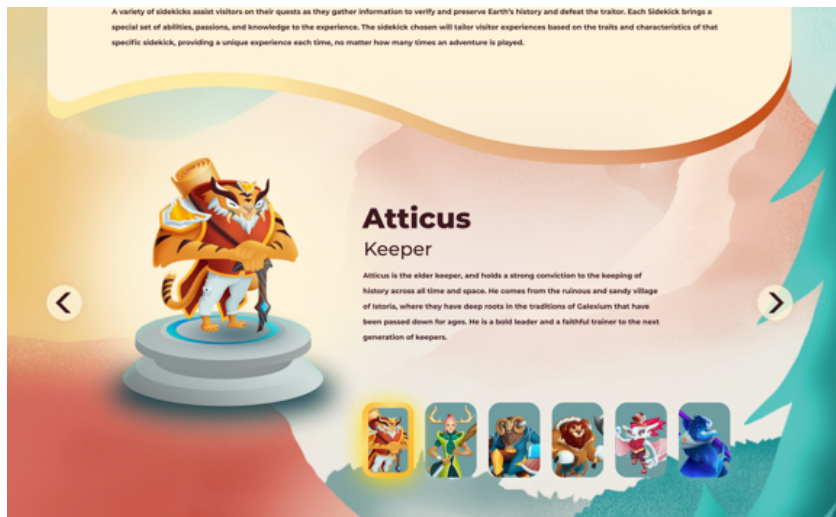 A variety of sidekicks assist visitors on their quests as they gather information to verify and preserve Earth's history and defeat the traitor. Each Sidekick brings a
special set of abilities, passions, and knowledge to the experience. The sidekick chosen will tailor visitor experiences based on the traits and characteristics of that
specific sidekick, providing a unique experience each time, no matter how many times an adventure is played.
Atticus
Keeper
Atticus is the elder keeper, and holds a strong conviction to the keeping of
history across all time and space. He comes from the ruinous and sandy village
of Istoria, where they have deep roots in the traditions of Galexium that have
been passed down for ages. He is a bold leader and a faithful trainer to the next
generation of keepers.